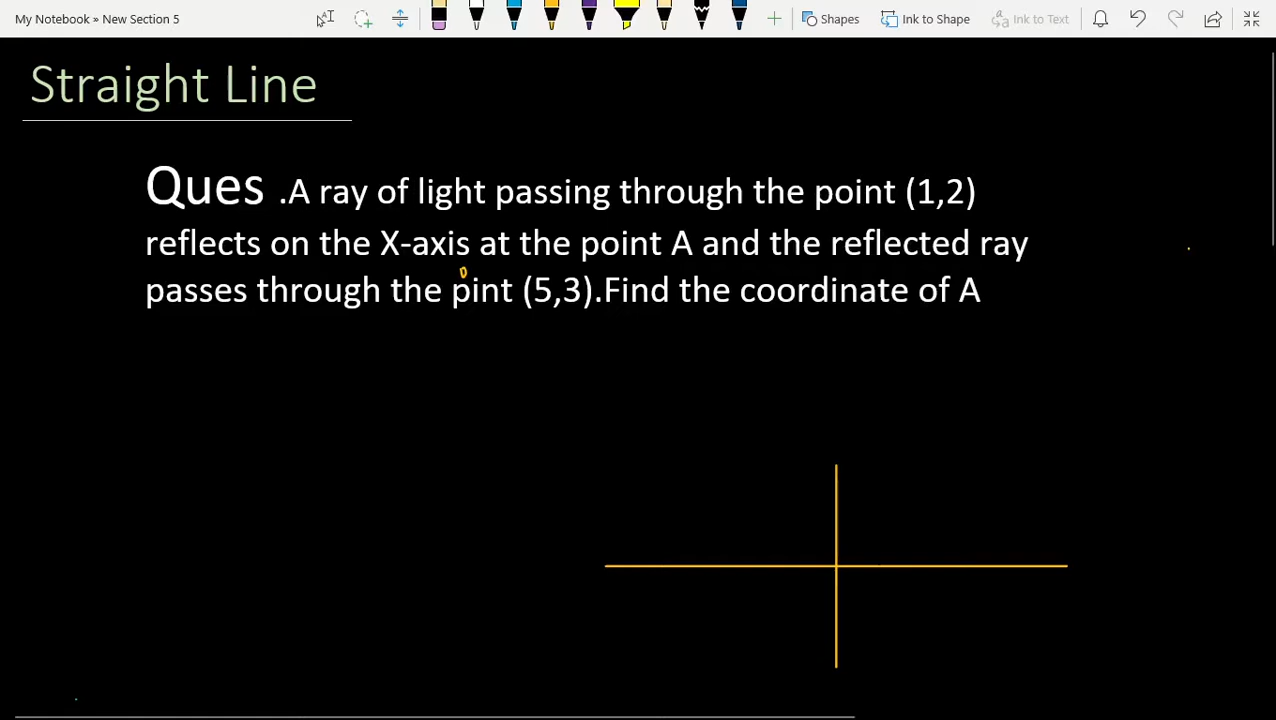 My Notebook » New Section 5
Shapes
Ink to Shape
Ink to Text
Straight Line
Ques .A ray of light passing through the point (1,2)
reflects on the X-axis at the point A and the reflected ray
passes through the pint (5,3).Find the coordinate of A
o